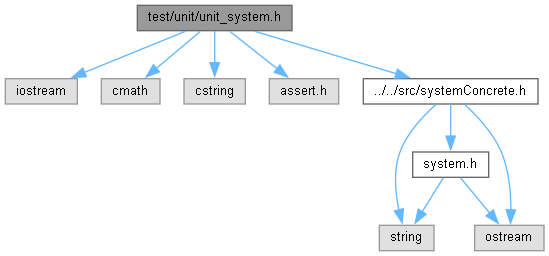 test/unit/unit_system.h
iostream
cmath
cstring
assert.h
../../src/systemConcrete.h
system.h
string
ostream